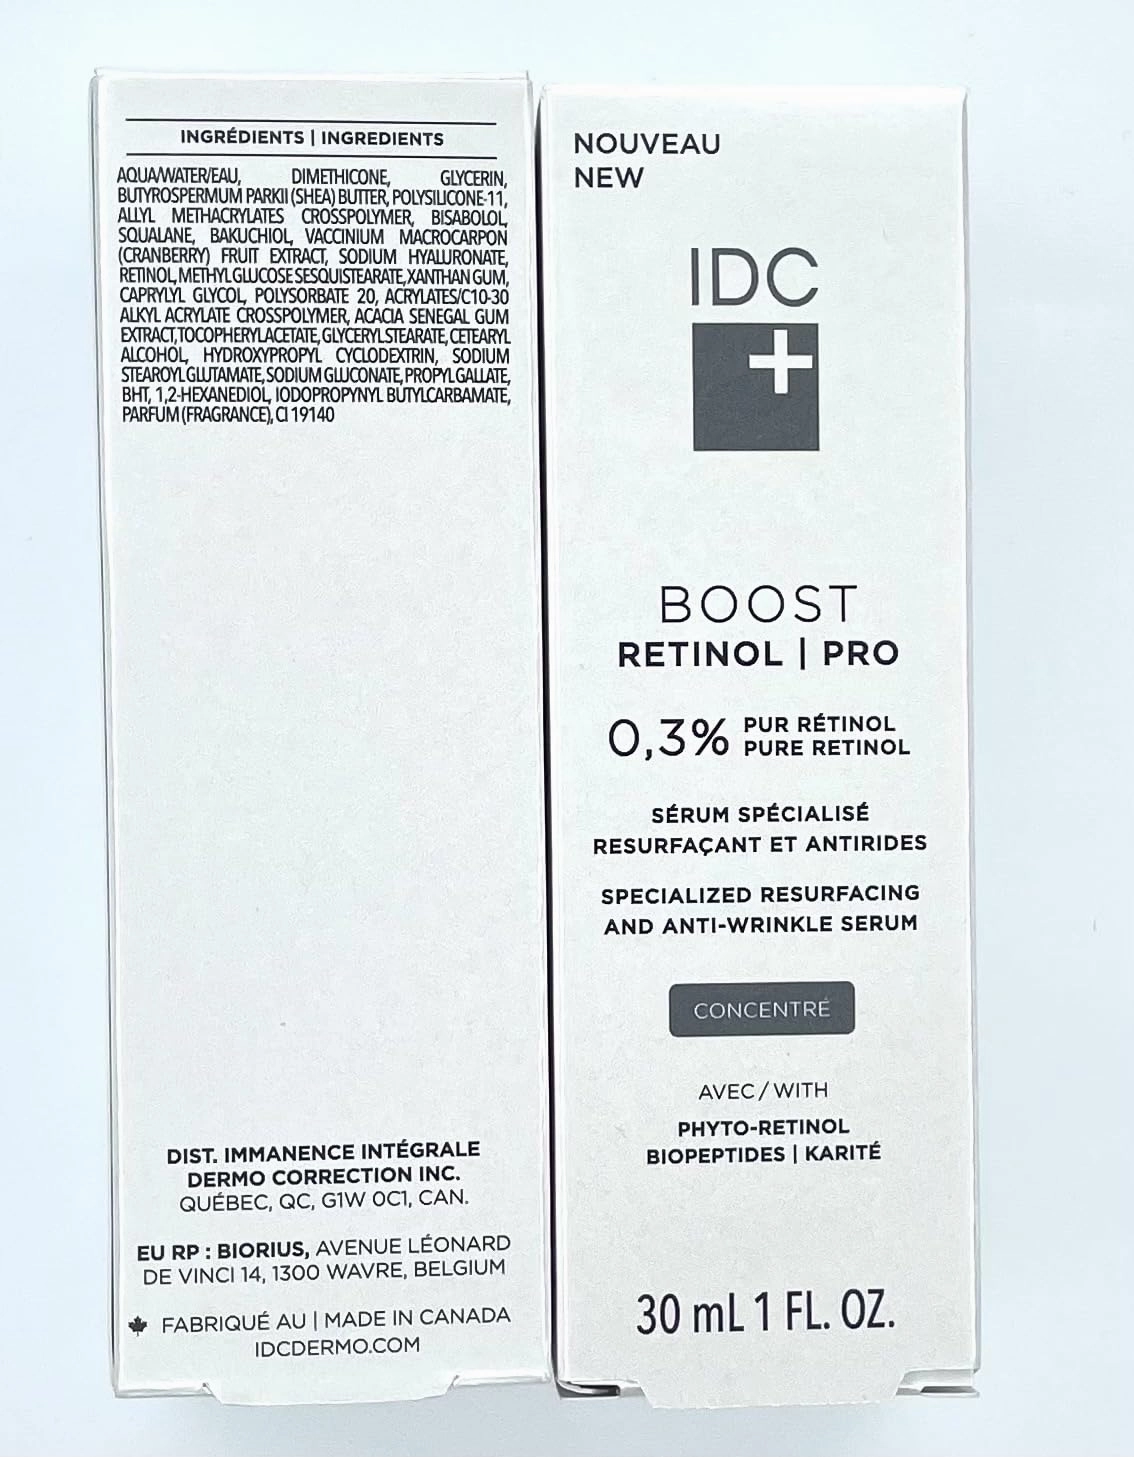 INGRÉDIENTS | INGREDIENTS
AQUA/WATER/EAU, DIMETHICONE, GLYCERIN,
BUTYROSPERMUM PARKII (SHEA) BUTTER, POLYSILICONE-11,
ALLYL METHACRYLATES CROSSPOLYMER, BISABOLOL,
SQUALANE, BAKUCHIOL, VACCINIUM MACROCARPON
(CRANBERRY) FRUIT EXTRACT, SODIUM HYALURONATE,
RETINOL, METHYL GLUCOSE SESQUISTEARATE, XANTHAN GUM,
CAPRYLYL GLYCOL, POLYSORBATE 20, ACRYLATES/C10-30
ALKYL ACRYLATE CROSSPOLYMER, ACACIA SENEGAL GUM
EXTRACT, TOCOPHERYL ACETATE, GLYCERYL STEARATE, CETEARYL
ALCOHOL, HYDROXYPROPYL CYCLODEXTRIN, SODIUM
STEAROYL GLUTAMATE, SODIUM GLUCONATE, PROPYL GALLATE,
BHT, 1,2-HEXANEDIOL, IODOPROPYNYL BUTYLCARBAMATE,
PARFUM (FRAGRANCE), CI 19140
DIST. IMMANENCE INTÉGRALE
DERMO CORRECTION INC.
QUÉBEC, QC, G1W 0C1, CAN.
EU RP : BIORIUS, AVENUE LÉONARD
DE VINCI 14, 1300 WAVRE, BELGIUM
FABRIQUÉ AU | MADE IN CANADA
IDCDERMO.COM
NOUVEAU
NEW
IDC
+
BOOST
RETINOL | PRO
0,3% PUR RÉTINOL
PURE RETINOL
SÉRUM SPÉCIALISÉ
RESURFAÇANT ET ANTIRIDES
SPECIALIZED RESURFACING
AND ANTI-WRINKLE SERUM
CONCENTRÉ
AVEC / WITH
PHYTO-RETINOL
BIOPEPTIDES | KARITÉ
30 mL 1 FL. OZ.